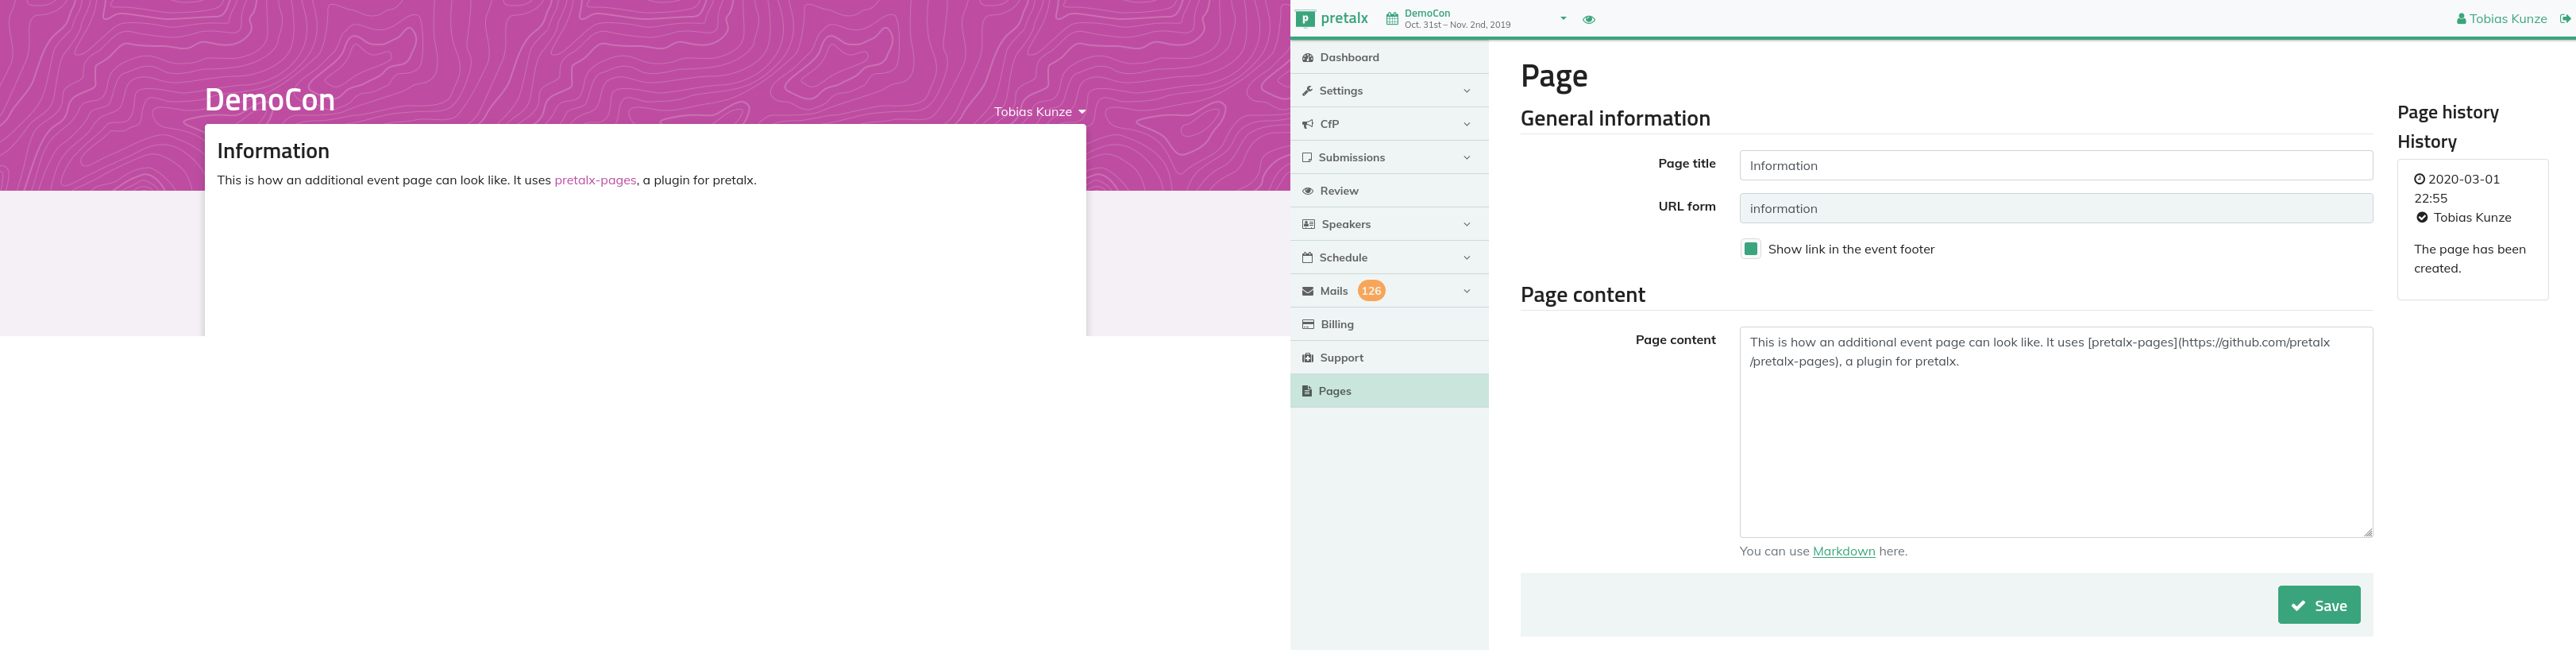 DemoCon
Tobias Kunze
Information
This is how an additional event page can look like. It uses pretalx-pages, a plugin for pretalx.
p pretalx
DemoCon
Oct. 31st – Nov. 2nd, 2019
Tobias Kunze
Dashboard
Settings
CfP
Submissions
Review
Speakers
Schedule
Mails 126
Billing
Support
Pages
Page
General information
Page title
Information
URL form
information
Show link in the event footer
Page content
Page content
This is how an additional event page can look like. It uses [pretalx-pages](https://github.com/pretalx
/pretalx-pages), a plugin for pretalx.
You can use Markdown here.
Save
Page history
History
2020-03-01
22:55
Tobias Kunze
The page has been
created.